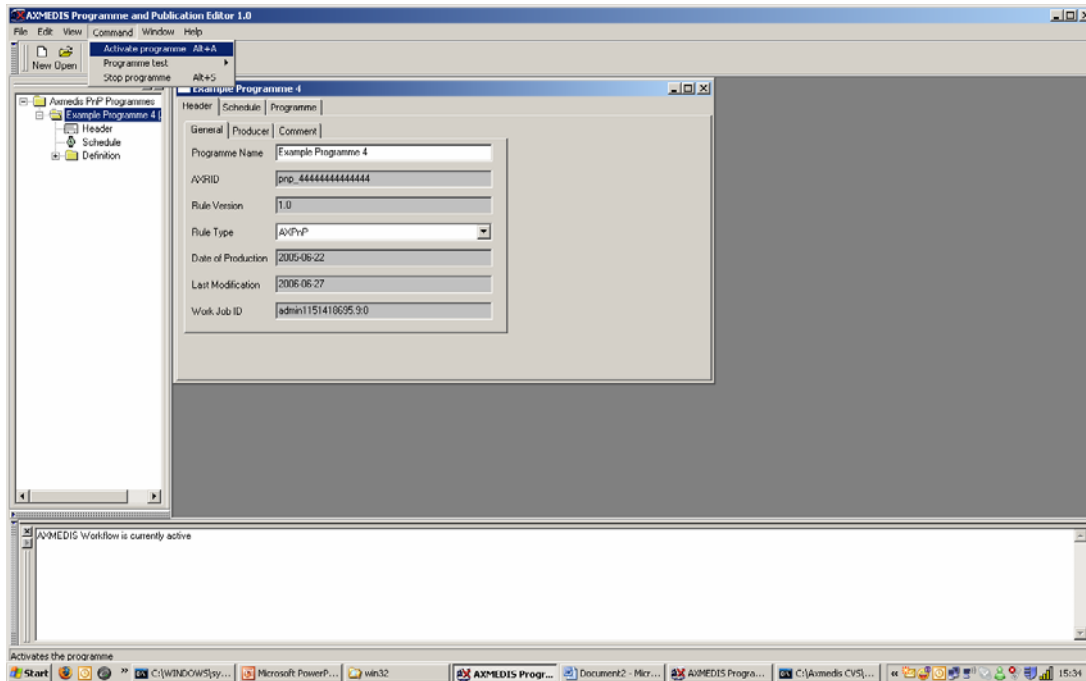 AXMEDIS Programme and Publication Editor 1.0
File Edit View Command Window Help
New Open
Activate programme Alt+A
Programme test
Stop programme Alt+S
Axmedis PnP Programmes
Example Programme 4 [
Header
Schedule
Definition
Example Programme 4
Header Schedule Programme
General Producer Comment
Programme Name Example Programme 4
AXRID pnp_44444444444444
Rule Version 1.0
Rule Type AXPnP
Date of Production 2005-06-22
Last Modification 2006-06-27
Work Job ID admin1151410695.9:0
AXMEDIS Workflow is currently active
Activates the programme
Start » C:\WINDOWS\sy... Microsoft PowerP... win32 AXMEDIS Progr... Document2 - Micr... AXMEDIS Progra... C:\Axmedis CVS\... « 15:34